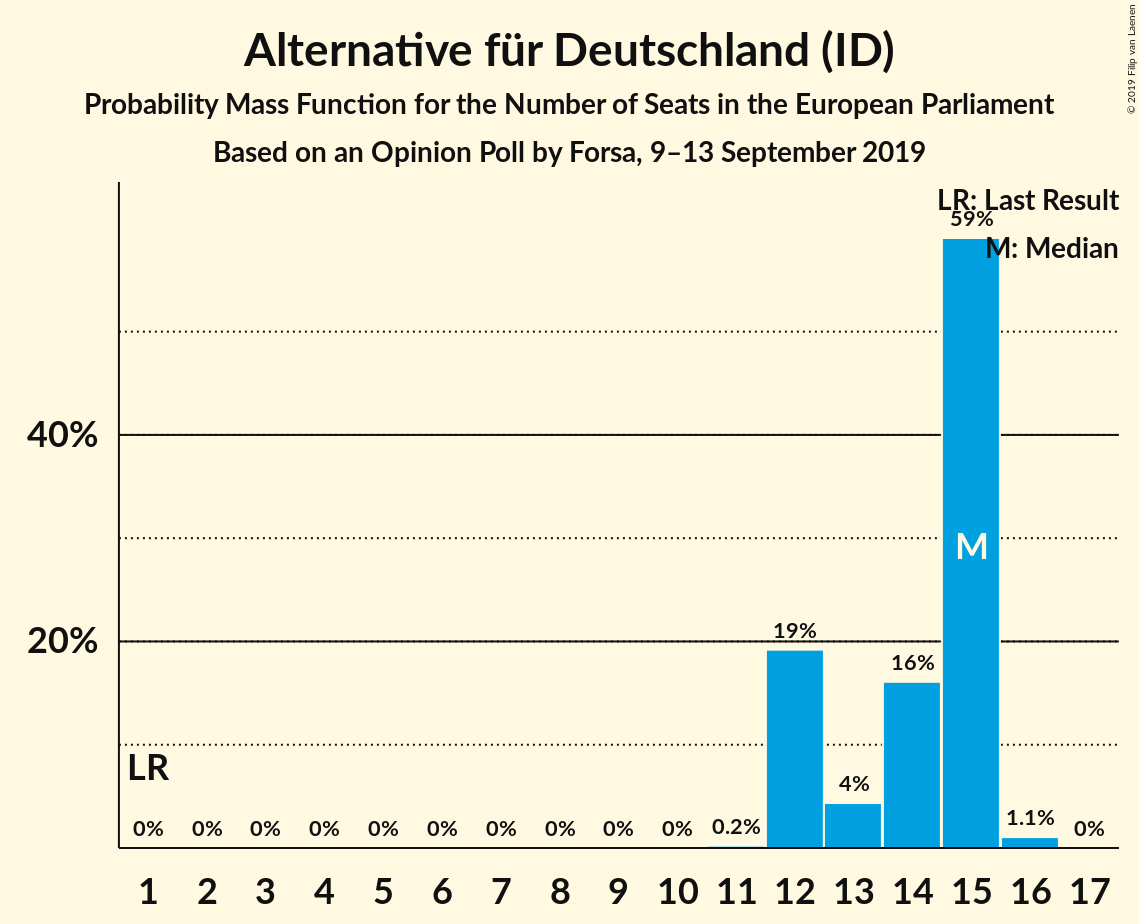 Alternative für Deutschland (ID)
Probability Mass Function for the Number of Seats in the European Parliament
Based on an Opinion Poll by Forsa, 9–13 September 2019
© 2019 Filip van Laenen
LR: Last Result
M: Median
59%
40%
M
20%
19%
16%
LR
4%
0% 0% 0% 0% 0% 0% 0% 0% 0% 0% 0.2% 1.1% 0%
1 2 3 4 5 6 7 8 9 10 11 12 13 14 15 16 17